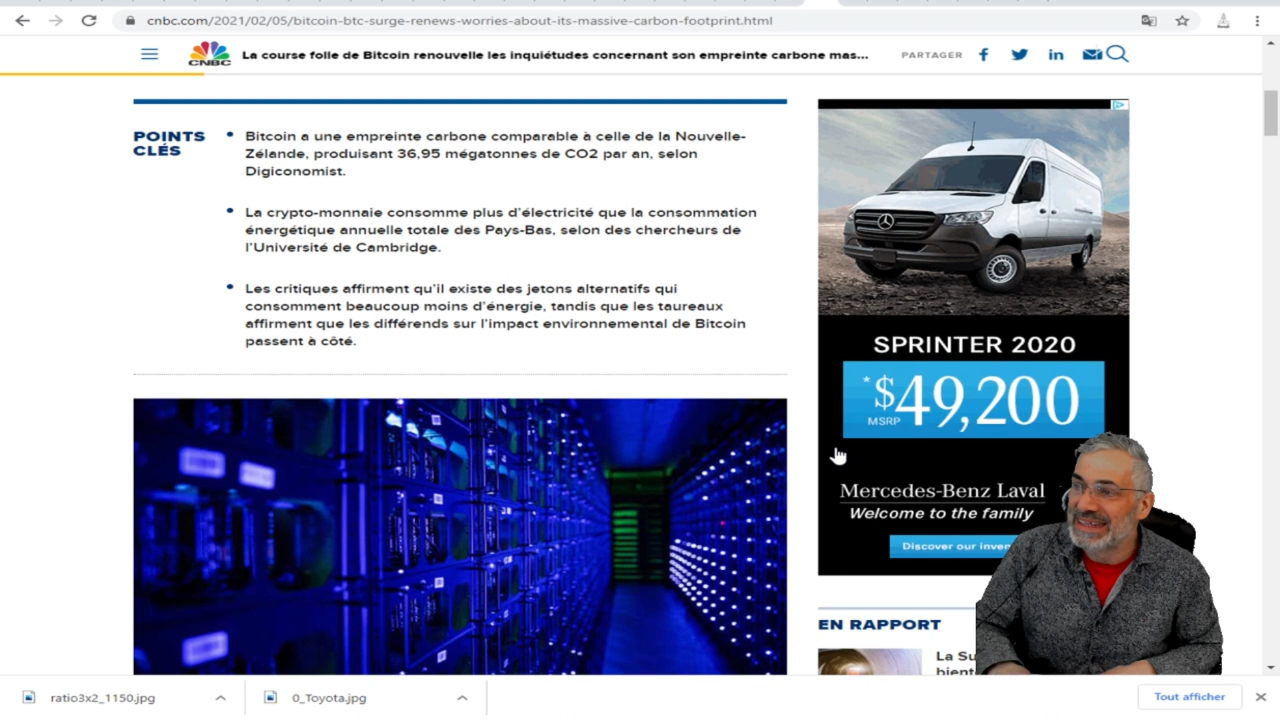 cnbc.com/2021/02/05/bitcoin-btc-surge-renews-worries-about-its-massive-carbon-footprint.html
CNBC
La course folle de Bitcoin renouvelle les inquiétudes concernant son empreinte carbone mas...
PARTAGER
POINTS
CLÉS
Bitcoin a une empreinte carbone comparable à celle de la Nouvelle-
Zélande, produisant 36,95 mégatonnes de CO2 par an, selon
Digiconomist.
La crypto-monnaie consomme plus d'électricité que la consommation
énergétique annuelle totale des Pays-Bas, selon des chercheurs de
l'Université de Cambridge.
Les critiques affirment qu'il existe des jetons alternatifs qui
consomment beaucoup moins d'énergie, tandis que les taureaux
affirment que les différends sur l'impact environnemental de Bitcoin
passent à côté.
SPRINTER 2020
*$49,200
MSRP
Mercedes-Benz Laval
Welcome to the family
Discover our
EN RAPPORT
La
ratio3x2_1150.jpg
0_Toyota.jpg
Tout afficher